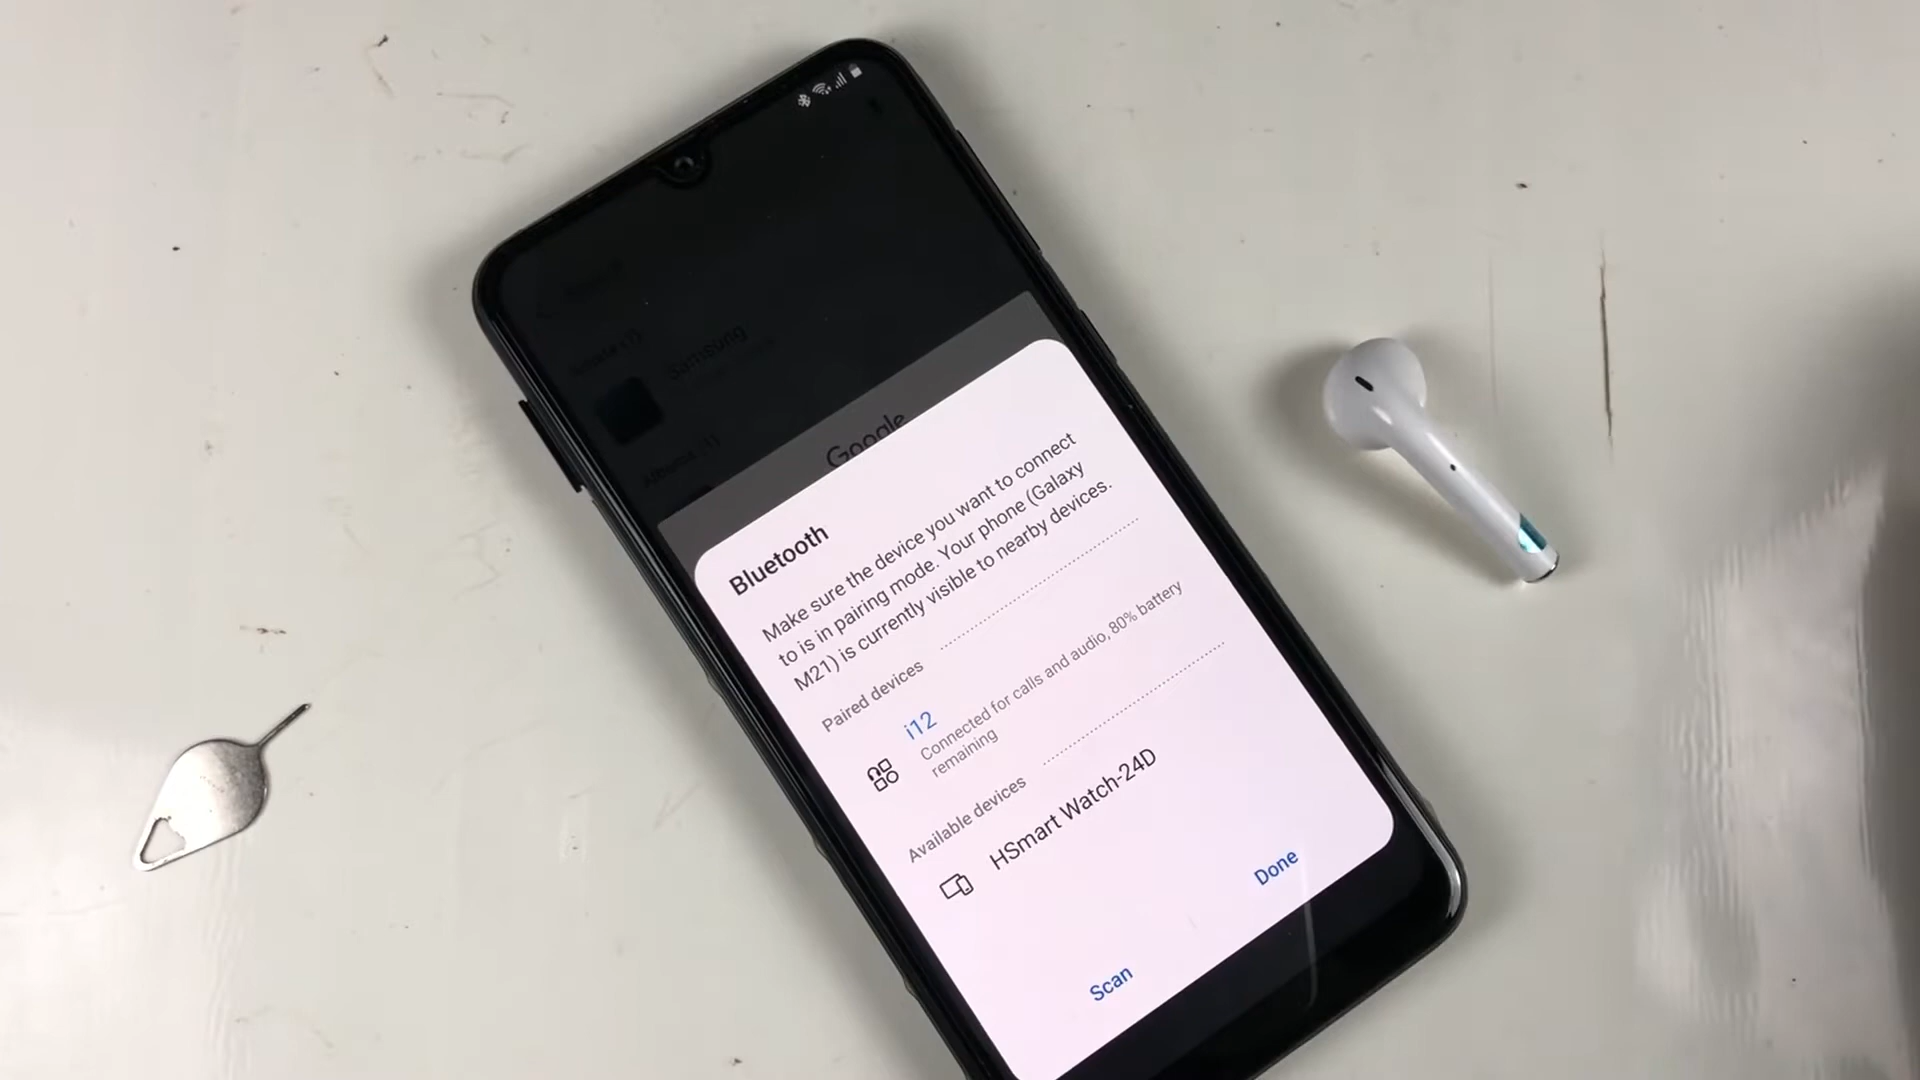 Samsung
Google
Bluetooth
Make sure the device you want to connect
to is in pairing mode. Your phone (Galaxy
M21) is currently visible to nearby devices.
Paired devices
i12
Connected for calls and audio, 80% battery
remaining
Available devices
HSmart Watch-24D
Scan
Done